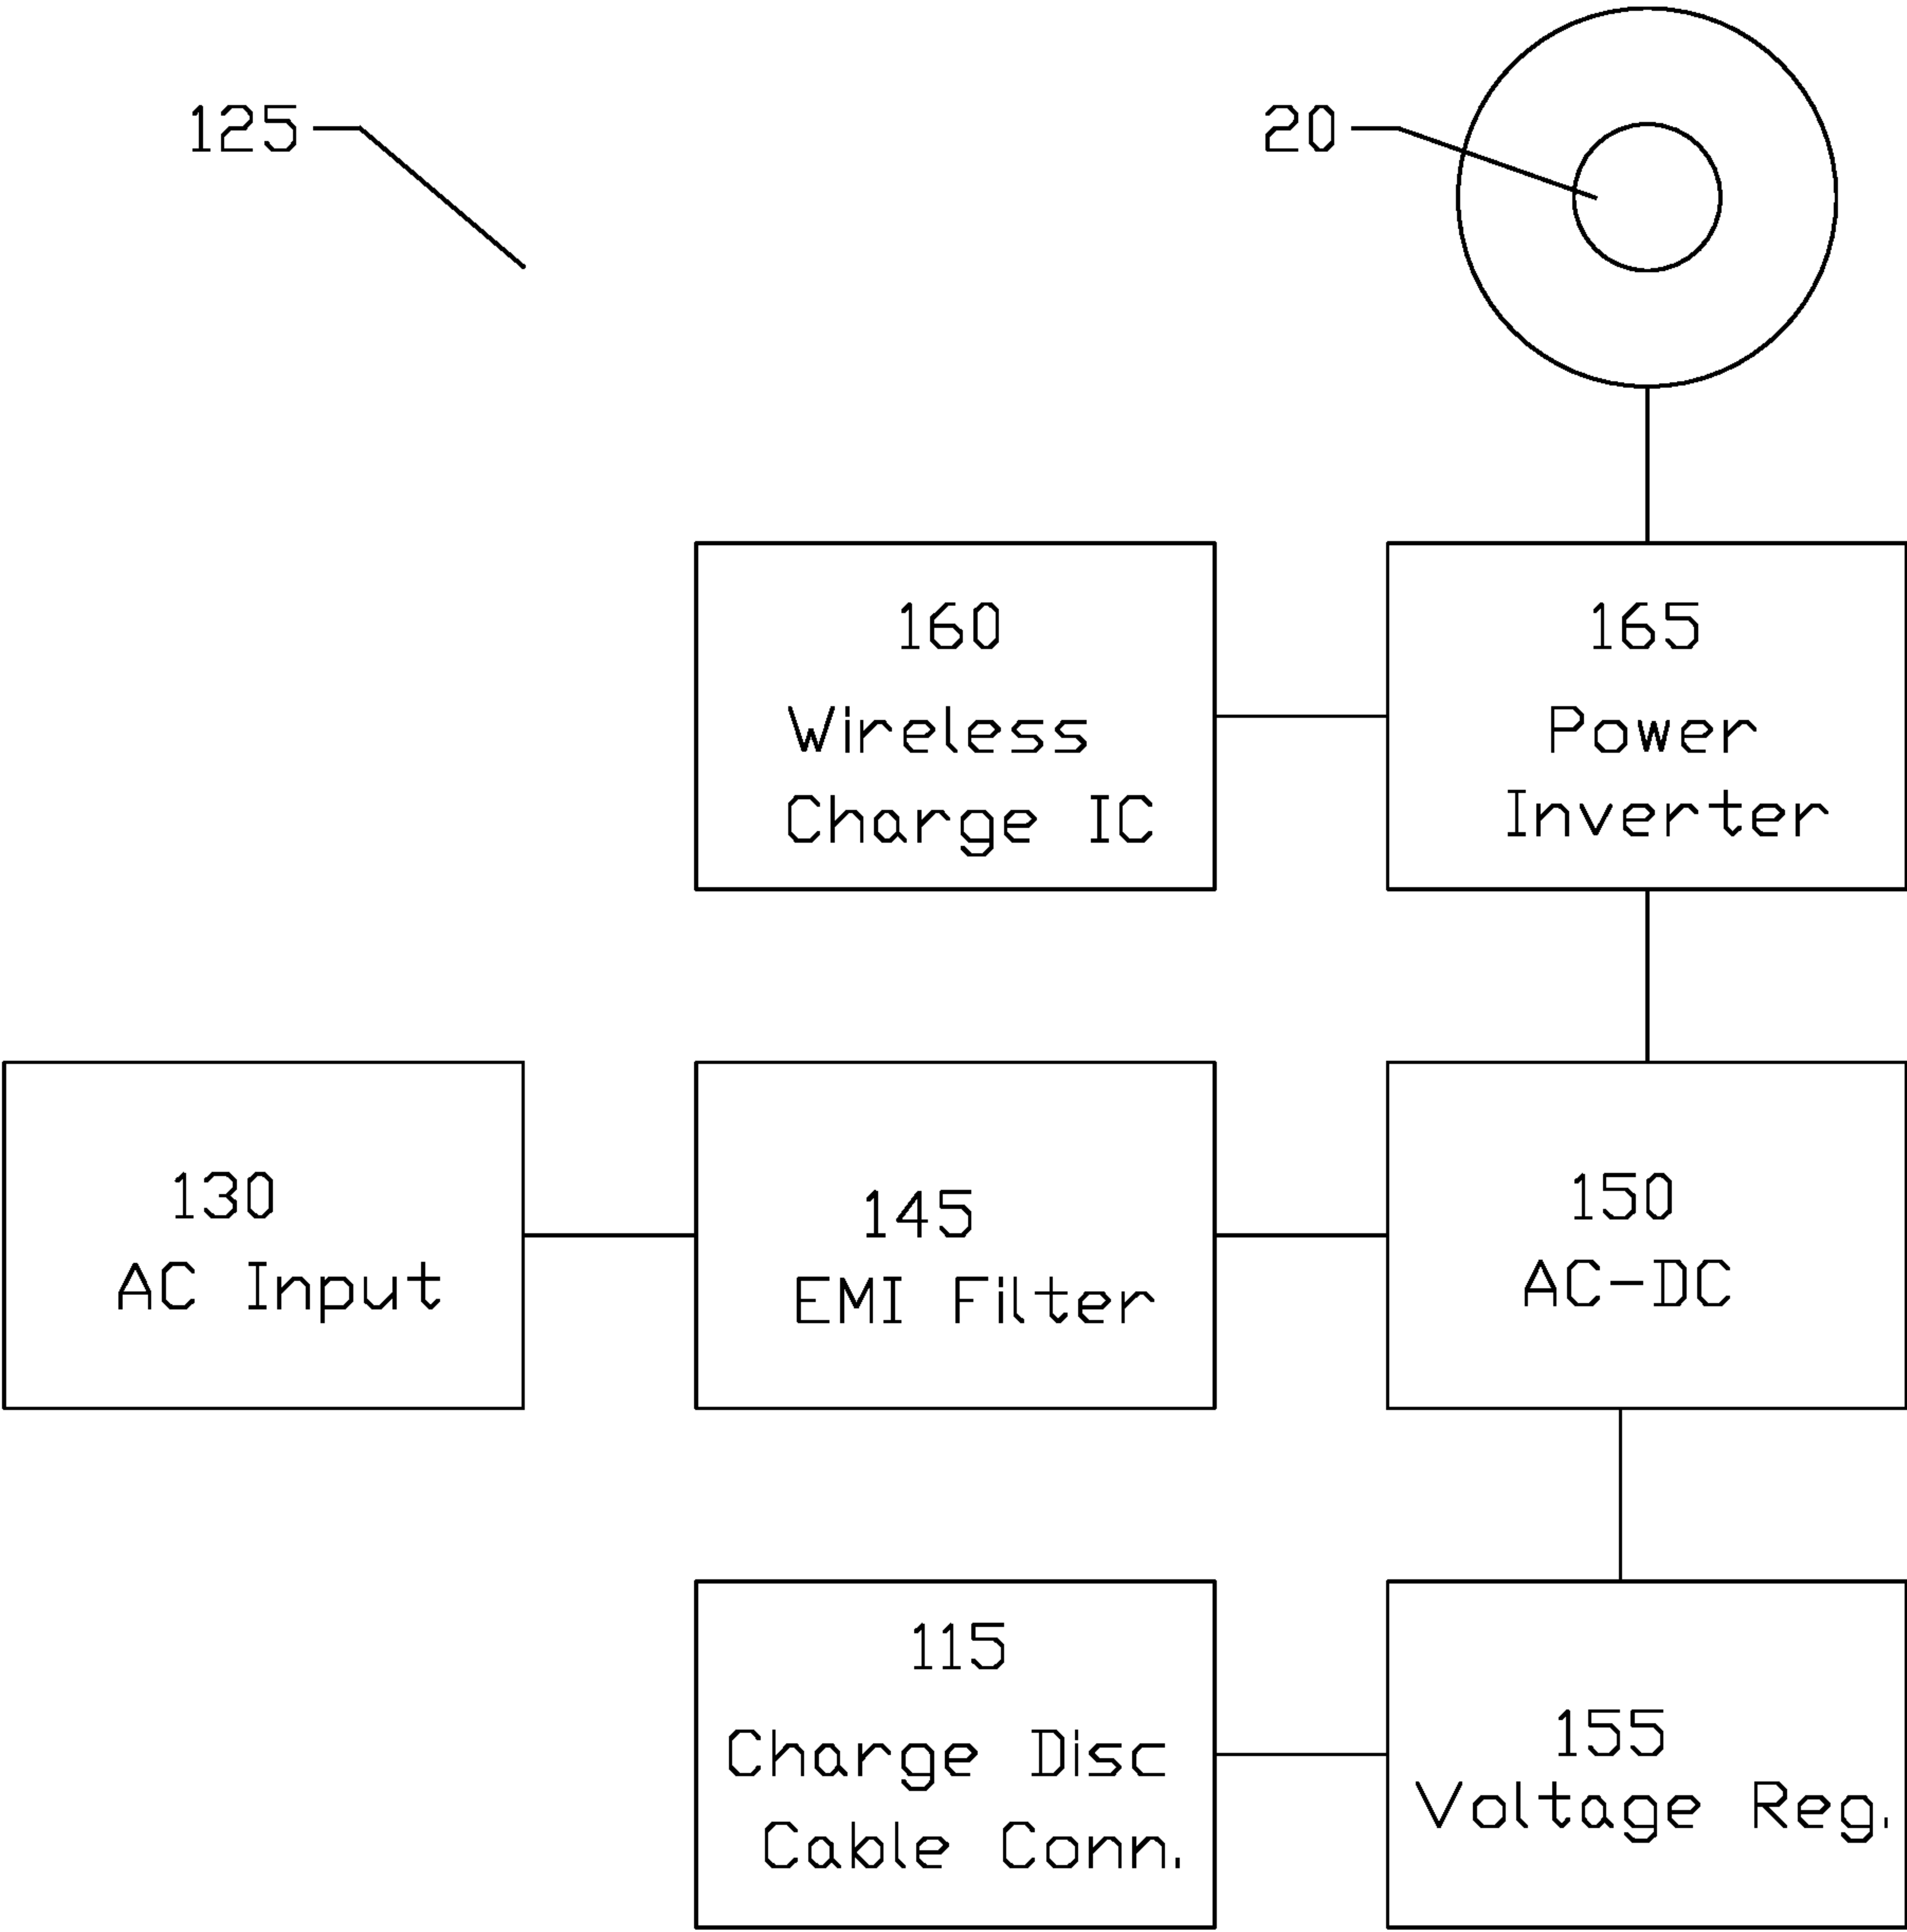 125
20
160
Wireless
Charge IC
165
Power
Inverter
130
AC Input
145
EMI Filter
150
AC-DC
115
Charge Disc
Cable Conn.
155
Voltage Reg.